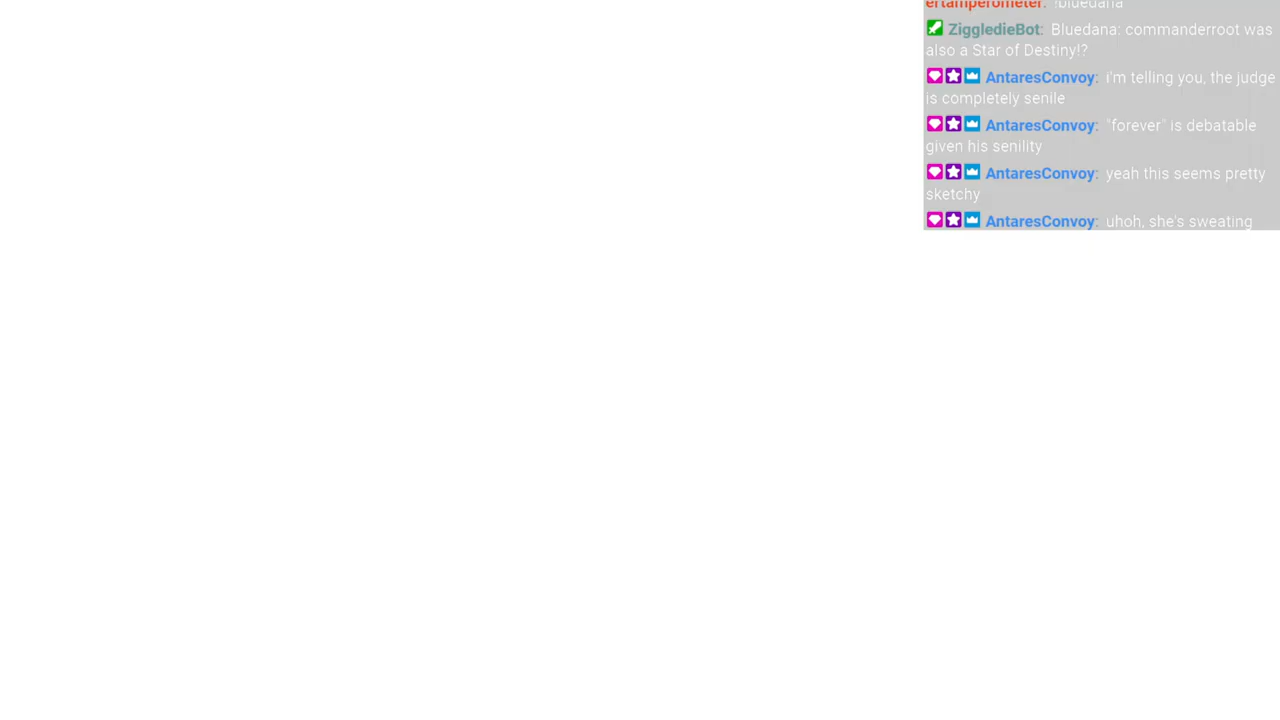 ertamperometer: !bluedana
ZiggledieBot: Bluedana: commanderroot was
also a Star of Destiny!?
AntaresConvoy: i'm telling you, the judge
is completely senile
AntaresConvoy: "forever" is debatable
given his senility
AntaresConvoy: yeah this seems pretty
sketchy
AntaresConvoy: uhoh, she's sweating